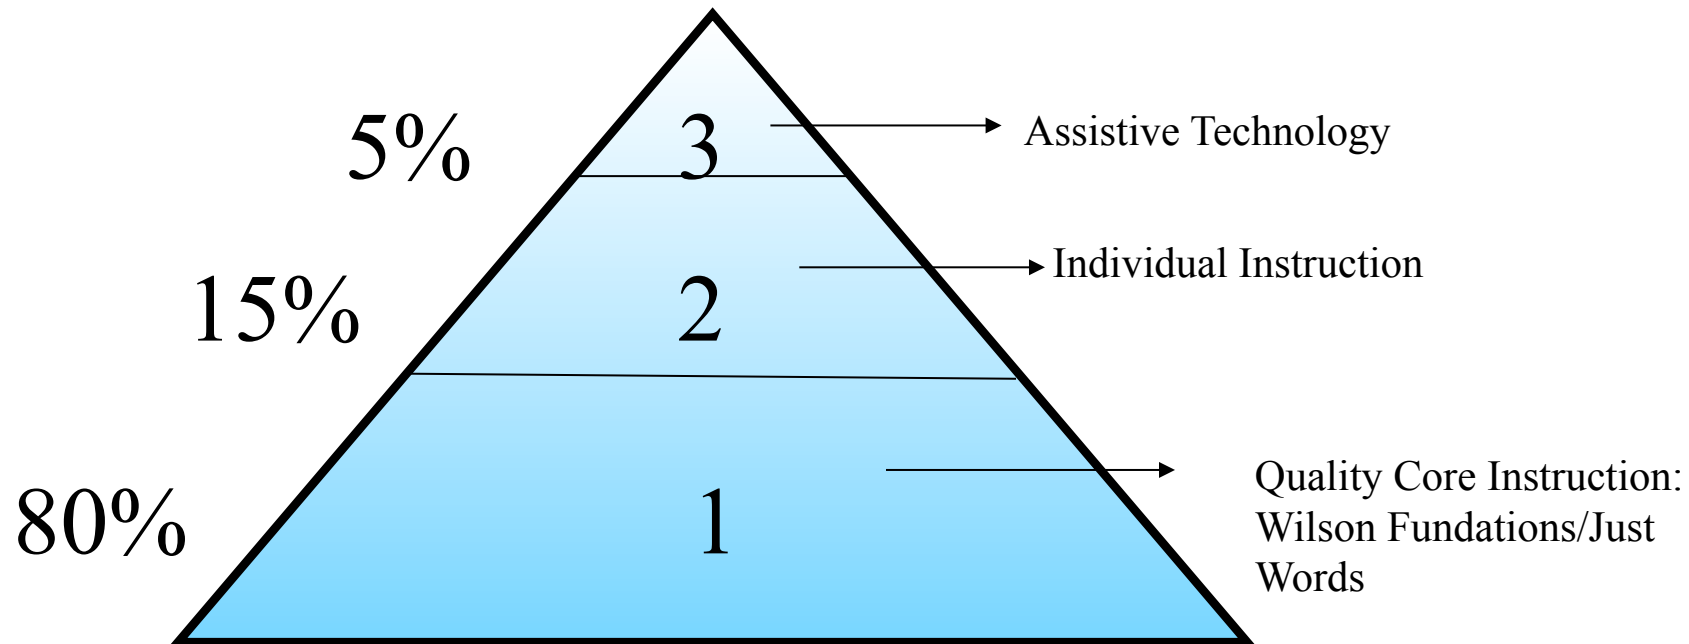 5%
3
Assistive Technology
15%
2
Individual Instruction
80%
1
Quality Core Instruction:
Wilson Fundations/Just
Words